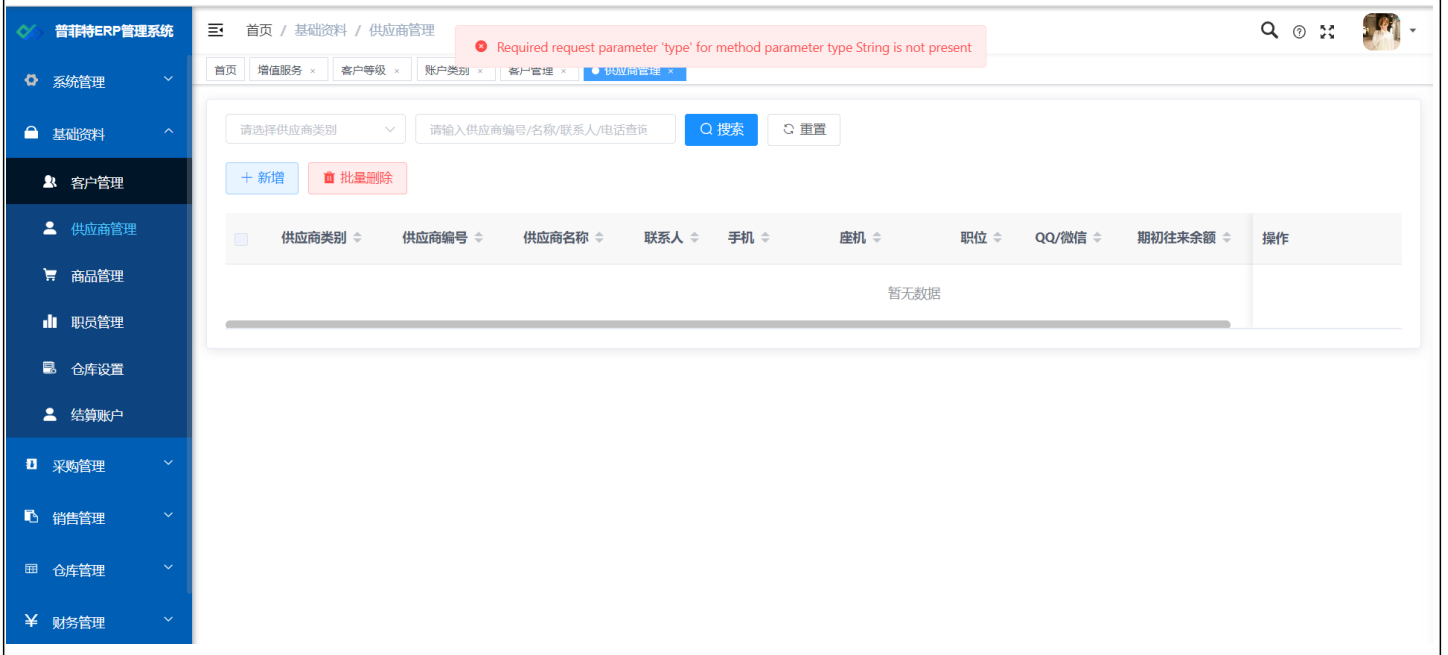 普菲特ERP管理系统
首页 / 基础资料 / 供应商管理
Required request parameter 'type' for method parameter type String is not present
首页 增值服务 × 客户等级 × 账户类别 × 客户管理 × 供应商管理 ×
系统管理
基础资料
客户管理
供应商管理
商品管理
职员管理
仓库设置
结算账户
采购管理
销售管理
仓库管理
财务管理
请选择供应商类别 请输入供应商编号/名称/联系人/电话查询 搜索 重置
+ 新增 批量删除
供应商类别 供应商编号 供应商名称 联系人 手机 座机 职位 QQ/微信 期初往来余额 操作
暂无数据